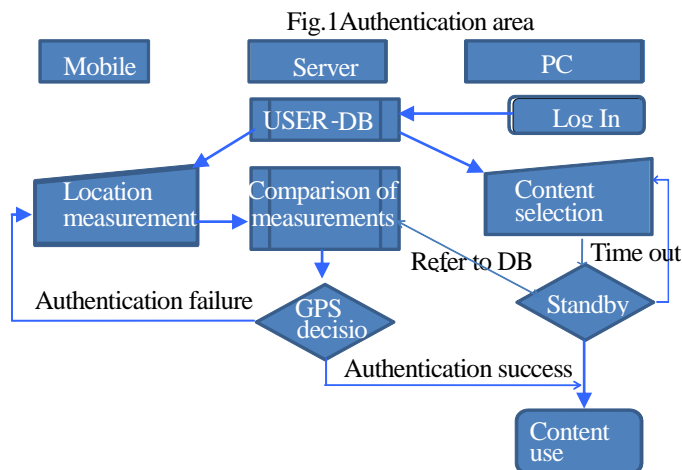 Fig.1Authentication area
Mobile
Server
PC
USER-DB
Log In
Location
measurement
Comparison of
measurements
Content
selection
Refer to DB
Time out
Authentication failure
GPS
decisio
Standby
Authentication success
Content
use